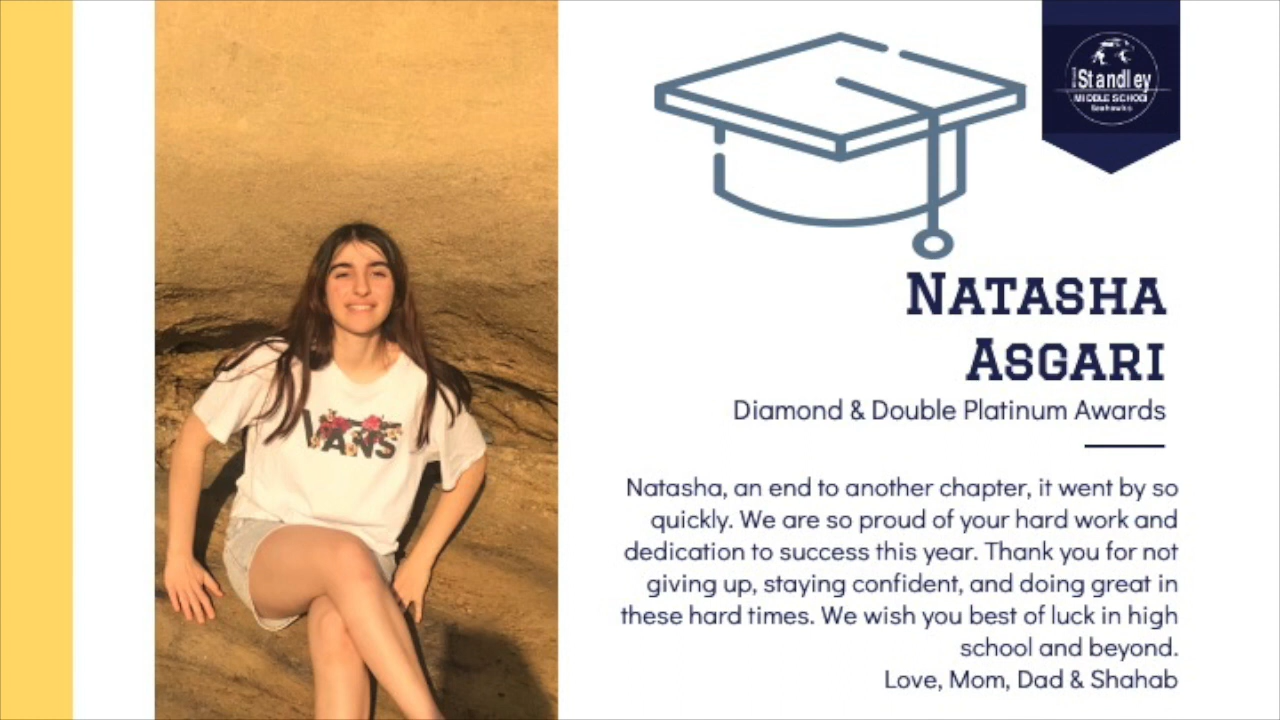 Standley
MIDDLE SCHOOL
Seahawks
NATASHA
ASGARI
Diamond & Double Platinum Awards
VANS
Natasha, an end to another chapter, it went by so
quickly. We are so proud of your hard work and
dedication to success this year. Thank you for not
giving up, staying confident, and doing great in
these hard times. We wish you best of luck in high
school and beyond.
Love, Mom, Dad & Shahab